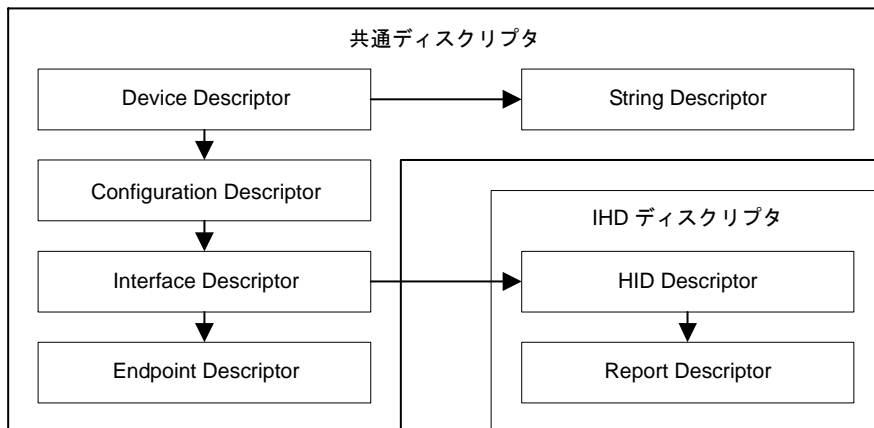 共通ディスクリプタ
Device Descriptor
String Descriptor
Configuration Descriptor
IHD ディスクリプタ
Interface Descriptor
HID Descriptor
Endpoint Descriptor
Report Descriptor